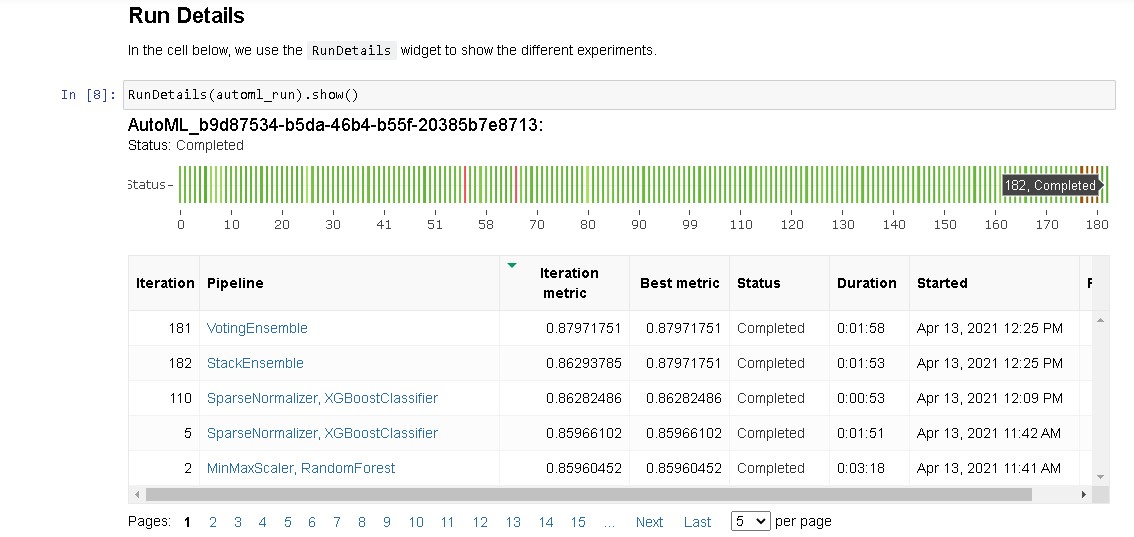 Run Details
In the cell below, we use the RunDetails widget to show the different experiments.
In [8]: RunDetails(automl_run).show()
AutoML_b9d87534-b5da-46b4-b55f-20385b7e8713:
Status: Completed
Status
182, Completed
0 10 20 30 41 51 58 70 80 90 99 110 120 130 140 150 160 170 180
Iteration Pipeline Iteration metric Best metric Status Duration Started
181 VotingEnsemble 0.87971751 0.87971751 Completed 0:01:58 Apr 13, 2021 12:25 PM
182 StackEnsemble 0.86293785 0.87971751 Completed 0:01:53 Apr 13, 2021 12:25 PM
110 SparseNormalizer, XGBoostClassifier 0.86282486 0.86282486 Completed 0:00:53 Apr 13, 2021 12:09 PM
5 SparseNormalizer, XGBoostClassifier 0.85966102 0.85966102 Completed 0:01:51 Apr 13, 2021 11:42 AM
2 MinMaxScaler, RandomForest 0.85960452 0.85960452 Completed 0:03:18 Apr 13, 2021 11:41 AM
Pages: 1 2 3 4 5 6 7 8 9 10 11 12 13 14 15 ... Next Last 5 per page